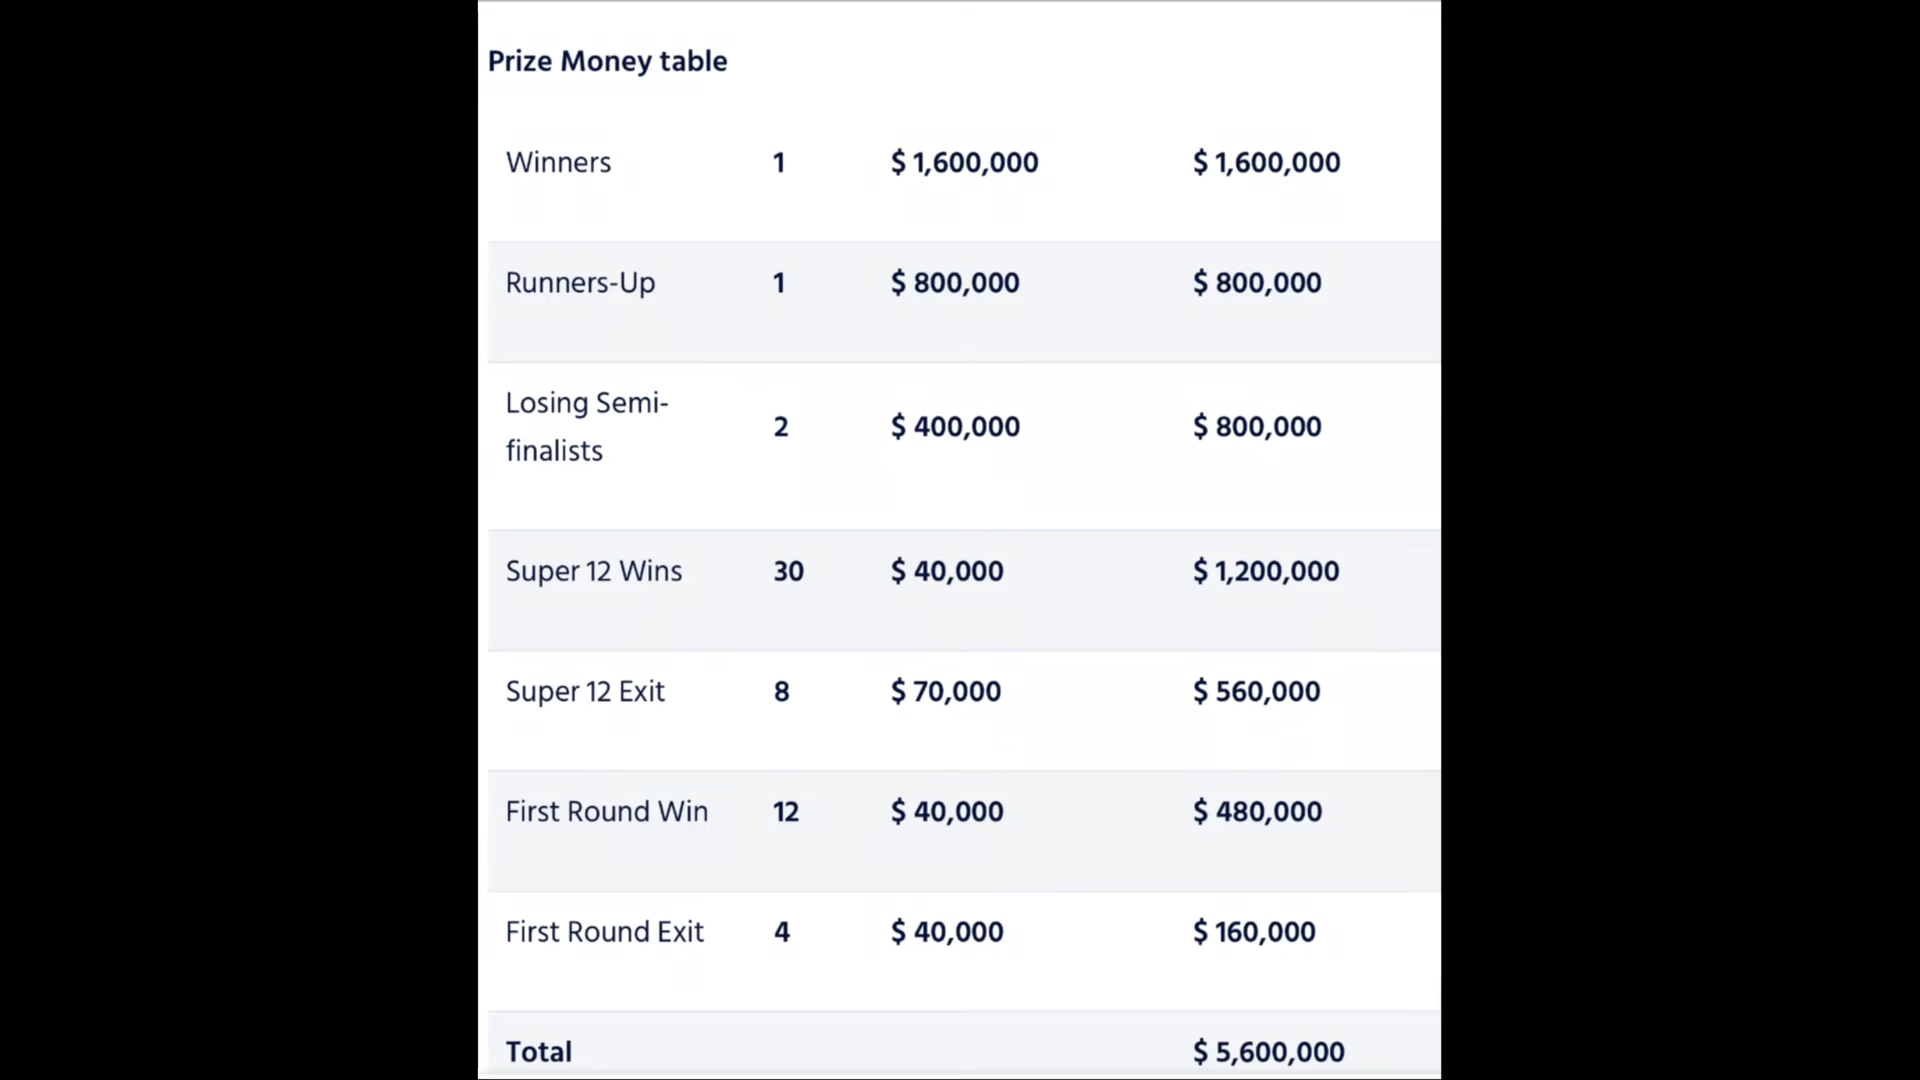 Prize Money table
Winners 1 $ 1,600,000 $ 1,600,000
Runners-Up 1 $ 800,000 $ 800,000
Losing Semi-
finalists 2 $ 400,000 $ 800,000
Super 12 Wins 30 $ 40,000 $ 1,200,000
Super 12 Exit 8 $ 70,000 $ 560,000
First Round Win 12 $ 40,000 $ 480,000
First Round Exit 4 $ 40,000 $ 160,000
Total $ 5,600,000